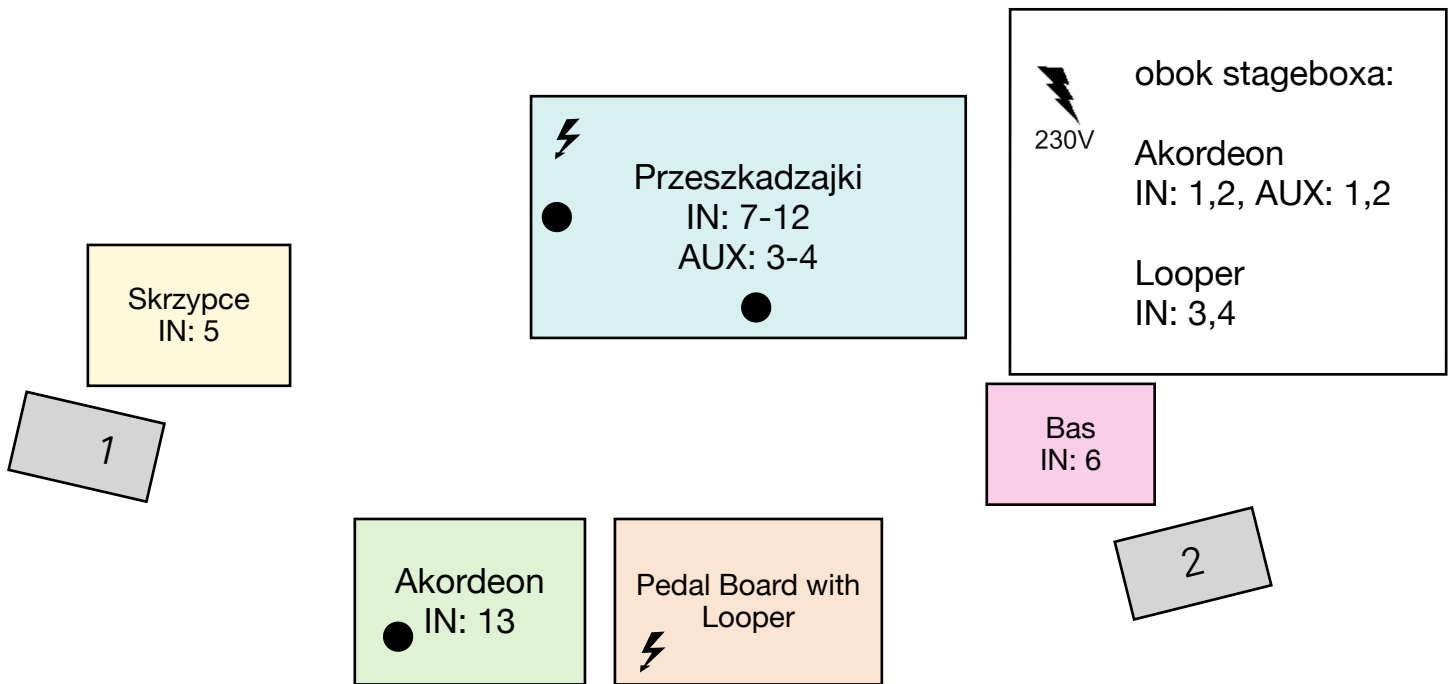 obok stageboxa:
230V
Akordeon
IN: 1,2, AUX: 1,2
Looper
IN: 3,4
Przeszkadzajki
IN: 7-12
AUX: 3-4
Skrzypce
IN: 5
1
Bas
IN: 6
2
Akordeon
IN: 13
Pedal Board with
Looper